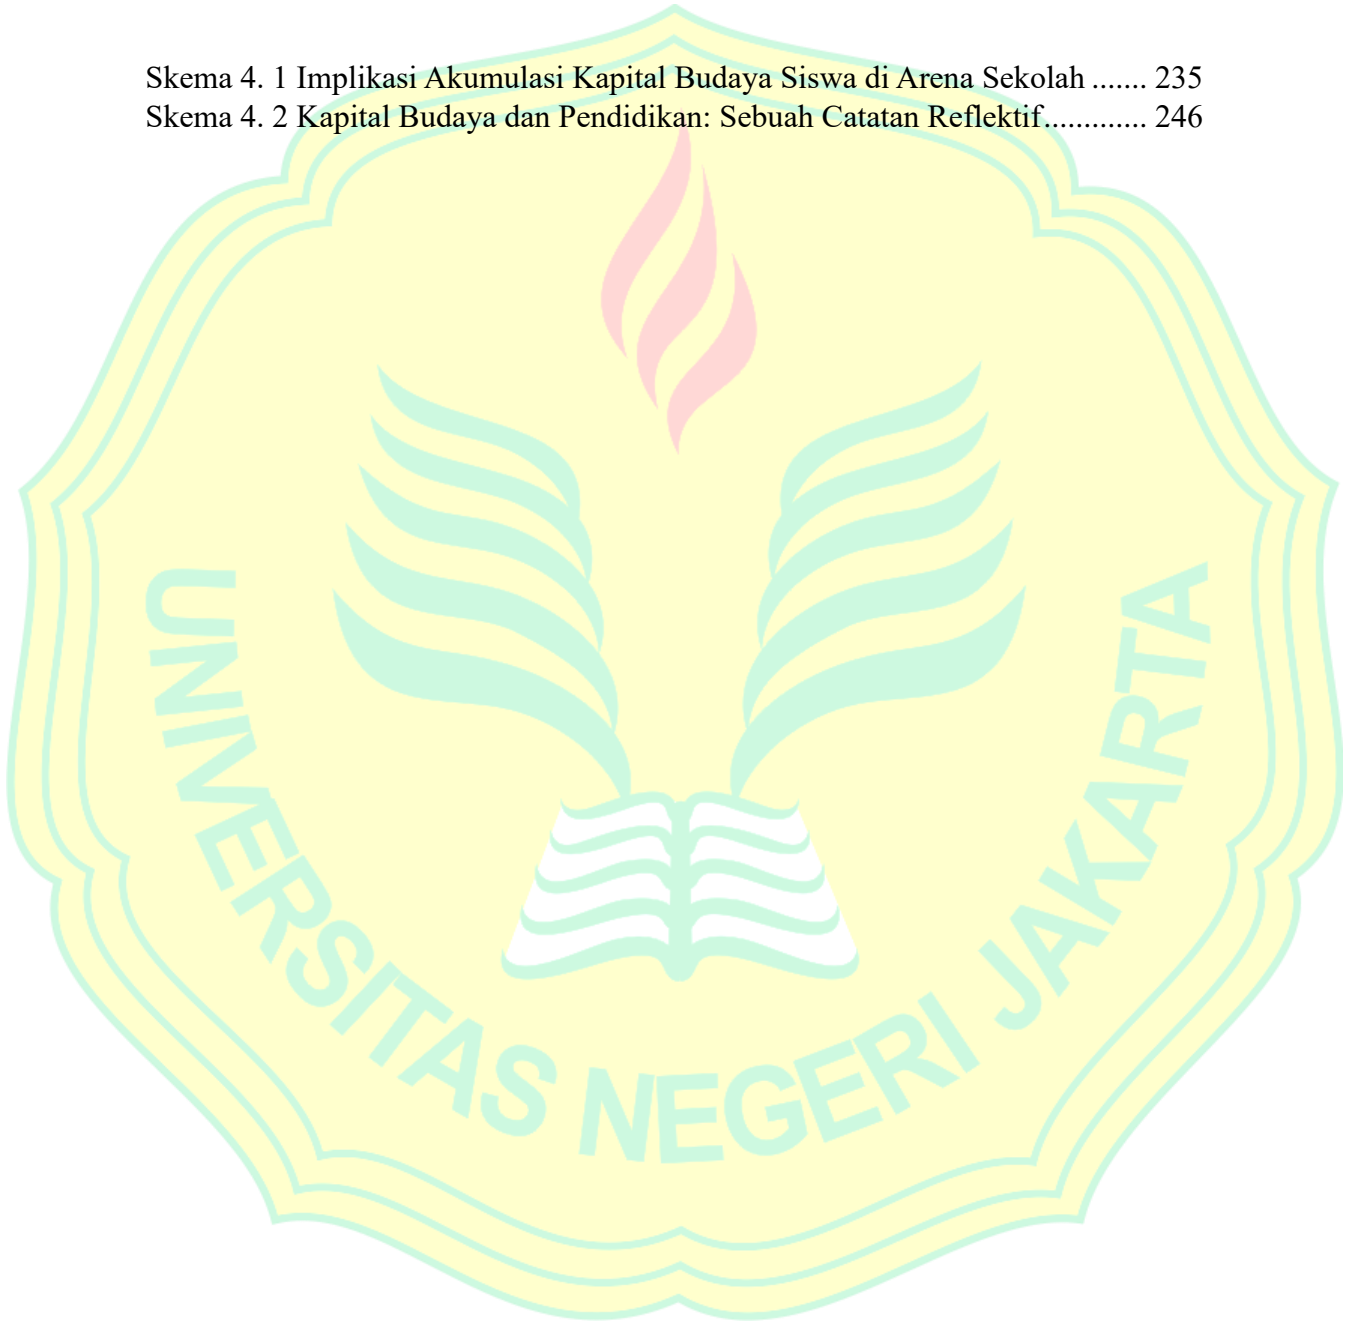 Skema 4. 1 Implikasi Akumulasi Kapital Budaya Siswa di Arena Sekolah ....... 235
Skema 4. 2 Kapital Budaya dan Pendidikan: Sebuah Catatan Reflektif............. 246
UNIVERSITAS NEGERI JAKARTA